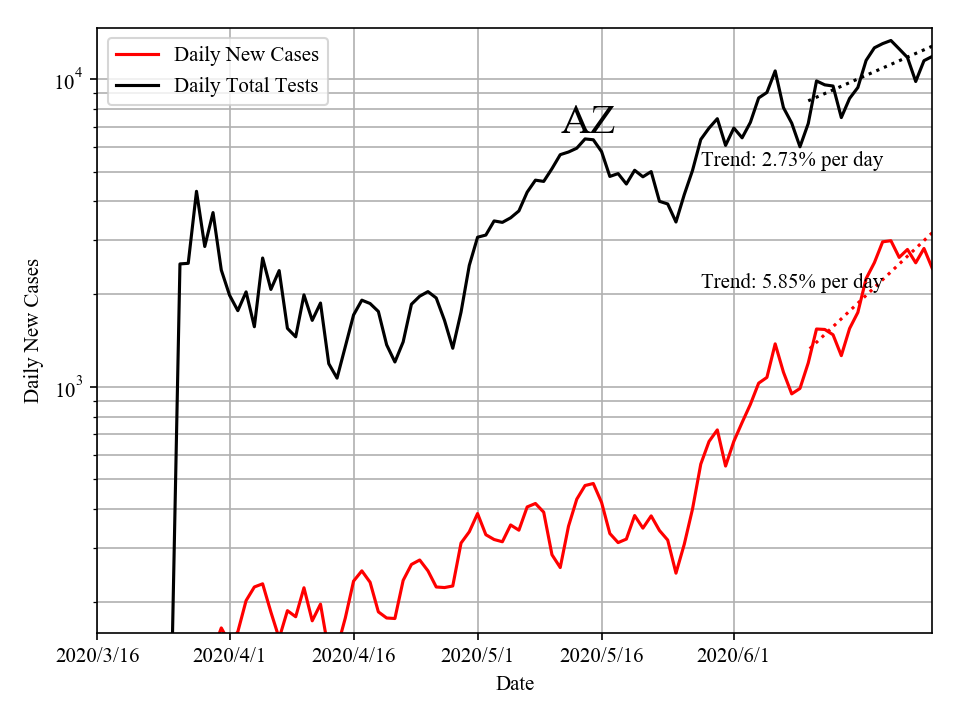 Daily New Cases
Daily Total Tests
AZ
Trend: 2.73% per day
Trend: 5.85% per day
10^4
10^3
Daily New Cases
2020/3/16 2020/4/1 2020/4/16 2020/5/1 2020/5/16 2020/6/1
Date